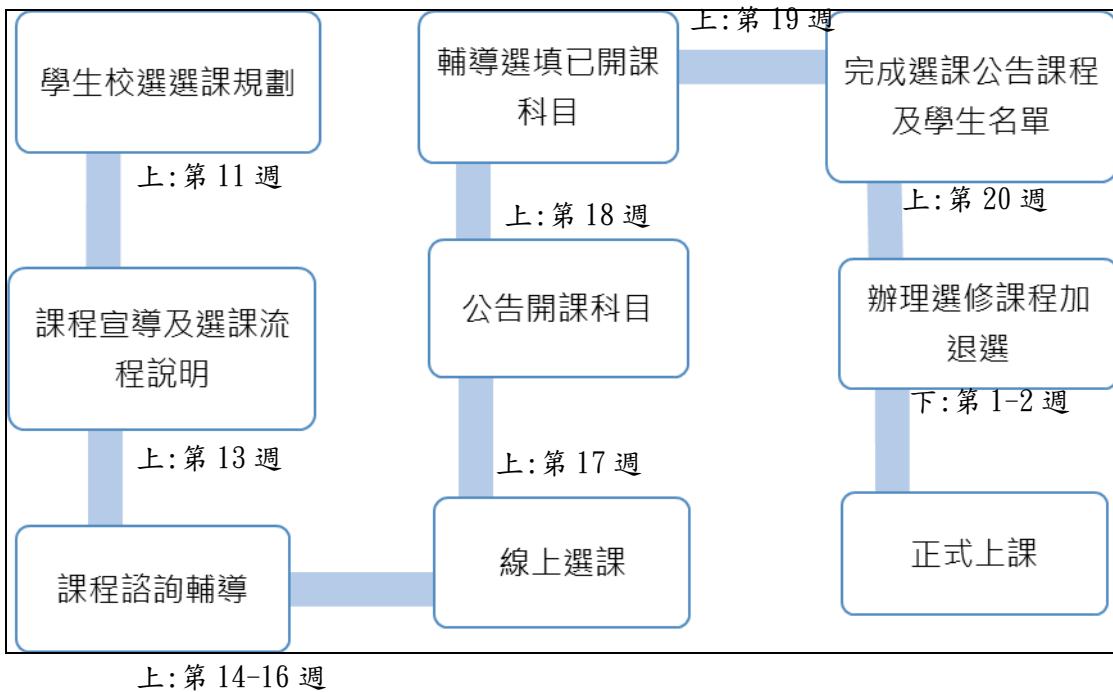 學生校選選課規劃
上:第 11 週
課程宣導及選課流
程說明
上:第 13 週
課程諮詢輔導
上:第 14-16 週
線上選課
上:第 17 週
公告開課科目
上:第 18 週
輔導選填已開課
科目
上:第 19 週
完成選課公告課程
及學生名單
上:第 20 週
辦理選修課程加
退選
下:第 1-2 週
正式上課